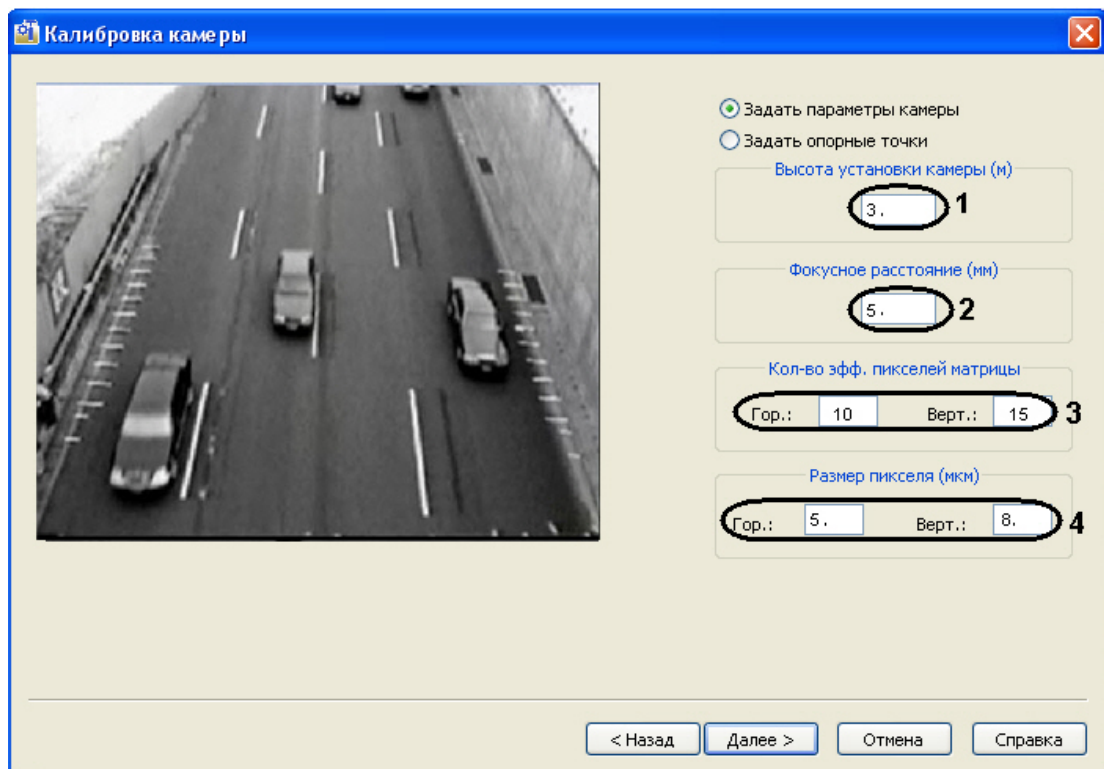 Калибровка камеры
Задать параметры камеры
Задать опорные точки
Высота установки камеры (м)
3. 1
Фокусное расстояние (мм)
5. 2
Кол-во эфф. пикселей матрицы
Гор.: 10 Верт.: 15 3
Размер пикселя (мкм)
Гор.: 5. Верт.: 8. 4
< Назад Далее > Отмена Справка